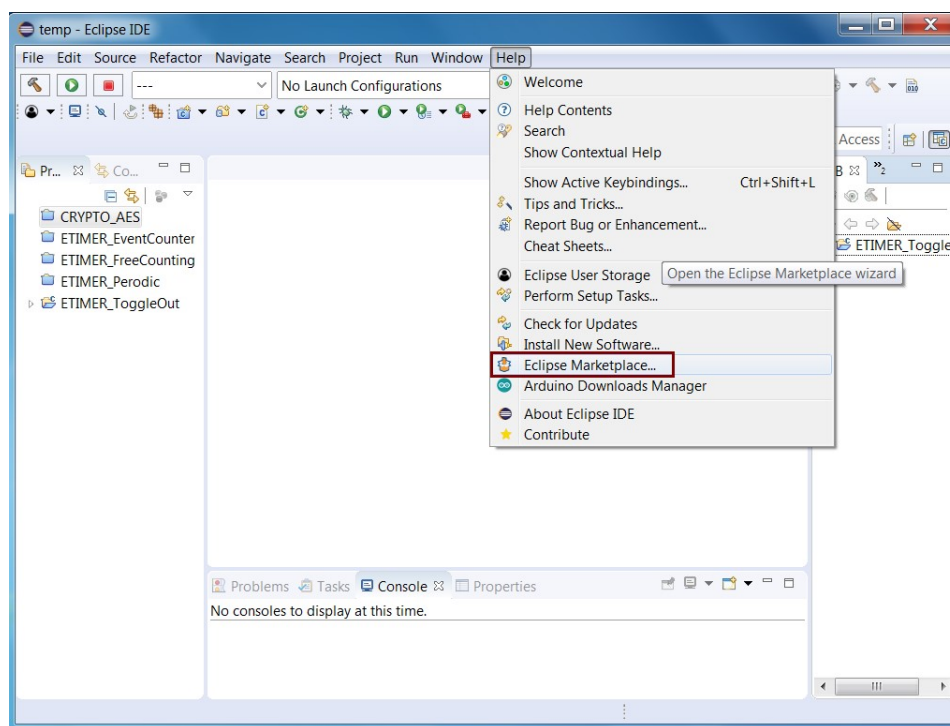 temp - Eclipse IDE
File Edit Source Refactor Navigate Search Project Run Window Help
--- No Launch Configurations
Access
Pr... Co...
CRYPTO_AES
ETIMER_EventCounter
ETIMER_FreeCounting
ETIMER_Perodic
ETIMER_ToggleOut
Welcome
Help Contents
Search
Show Contextual Help
Show Active Keybindings... Ctrl+Shift+L
Tips and Tricks...
Report Bug or Enhancement...
Cheat Sheets...
Eclipse User Storage
Open the Eclipse Marketplace wizard
Perform Setup Tasks...
Check for Updates
Install New Software...
Eclipse Marketplace...
Arduino Downloads Manager
About Eclipse IDE
Contribute
B »2
ETIMER_Toggle
Problems Tasks Console Properties
No consoles to display at this time.